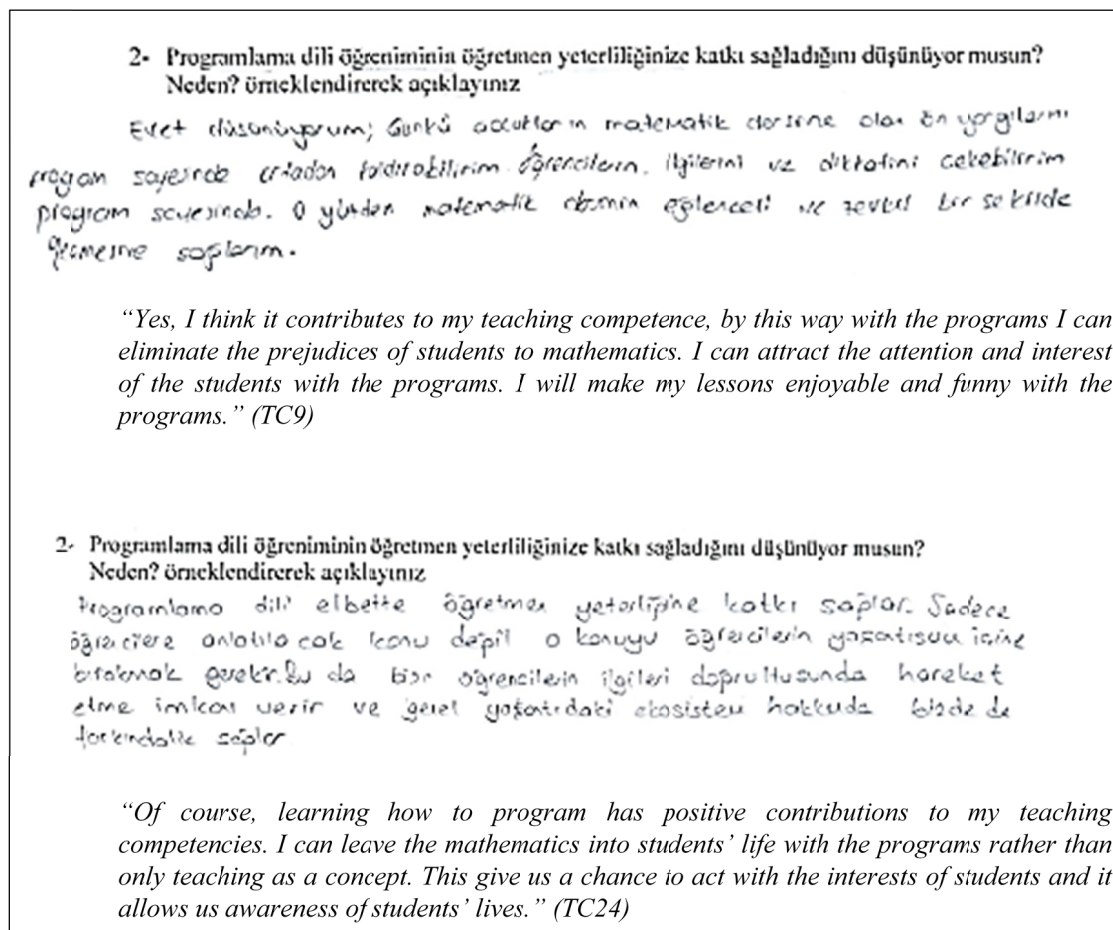 2- Programlama dili öğreniminin öğretmen yeterliliğinize katkı sağladığını düşünüyor musun?
Neden? örneklendirerek açıklayınız
Evet düşünüyorum; Çünkü çocukların matematik dersine olan ön yargılarını
program sayesinde ortadan kaldırabilirim. öğrencilerin. ilgilerini ve dikkatini çekebilirim
program sayesinde. O yüzden matematik dersinin eğlenceli ve zevkli bir şekilde
geçmesine sağlarım.
"Yes, I think it contributes to my teaching competence, by this way with the programs I can
eliminate the prejudices of students to mathematics. I can attract the attention and interest
of the students with the programs. I will make my lessons enjoyable and funny with the
programs." (TC9)
2- Programlama dili öğreniminin öğretmen yeterliliğinize katkı sağladığını düşünüyor musun?
Neden? örneklendirerek açıklayınız
Programlama dili elbette öğretmen yeterliğine katkı sağlar. Sadece
öğrencilere anlatılacak konu değil o konuyu öğrencilerin yaşantısını içine
bırakmak gerekir. Bu da bize öğrencilerin ilgileri doğrultusunda hareket
etme imkanı verir ve genel yaşantıdaki ekosistem hakkında bizde de
farkındalık sağlar
"Of course, learning how to program has positive contributions to my teaching
competencies. I can leave the mathematics into students' life with the programs rather than
only teaching as a concept. This give us a chance to act with the interests of students and it
allows us awareness of students' lives." (TC24)